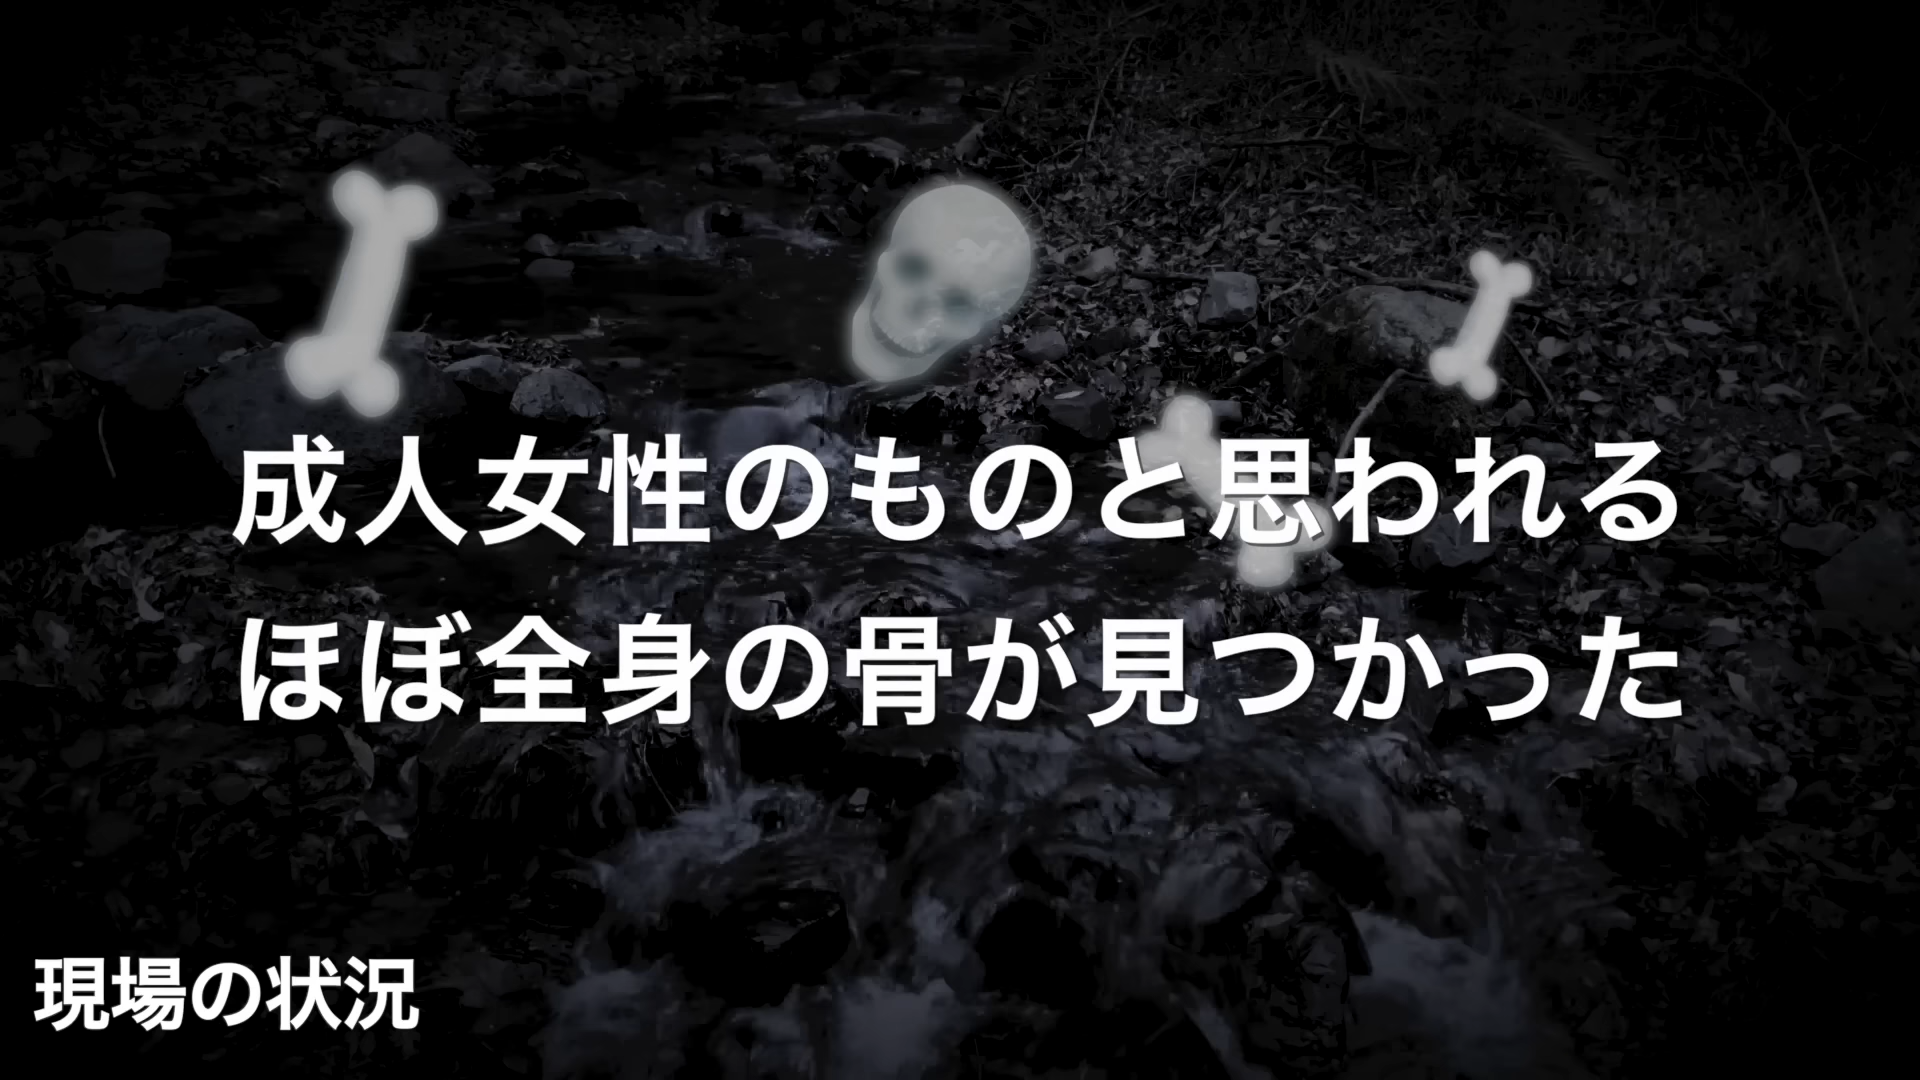 成人女性のものと思われる
ほぼ全身の骨が見つかった
現場の状況